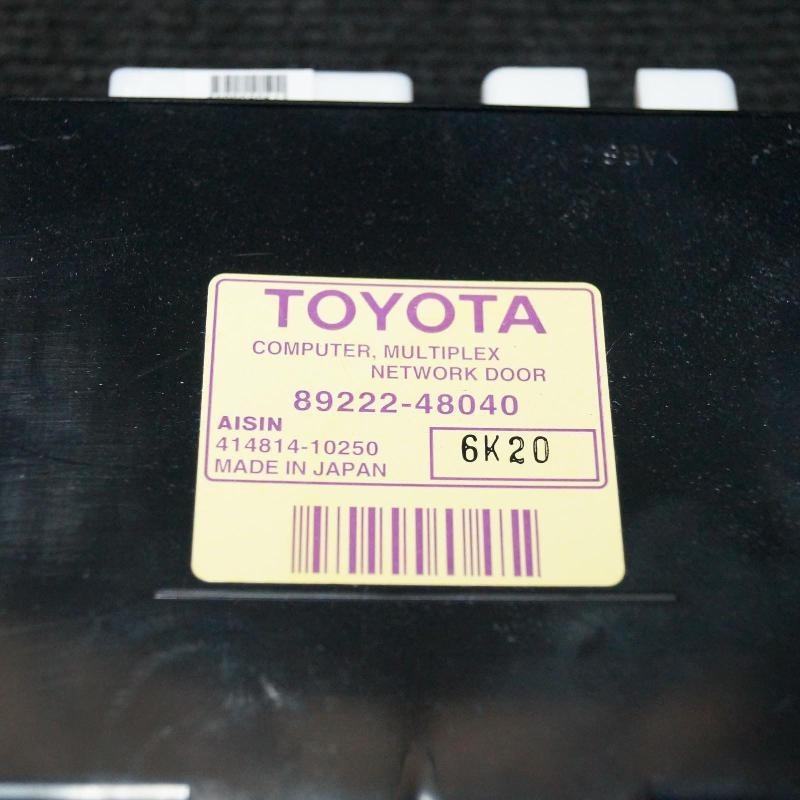 TOYOTA
COMPUTER, MULTIPLEX
NETWORK DOOR
89222-48040
AISIN
414814-10250
6K20
MADE IN JAPAN